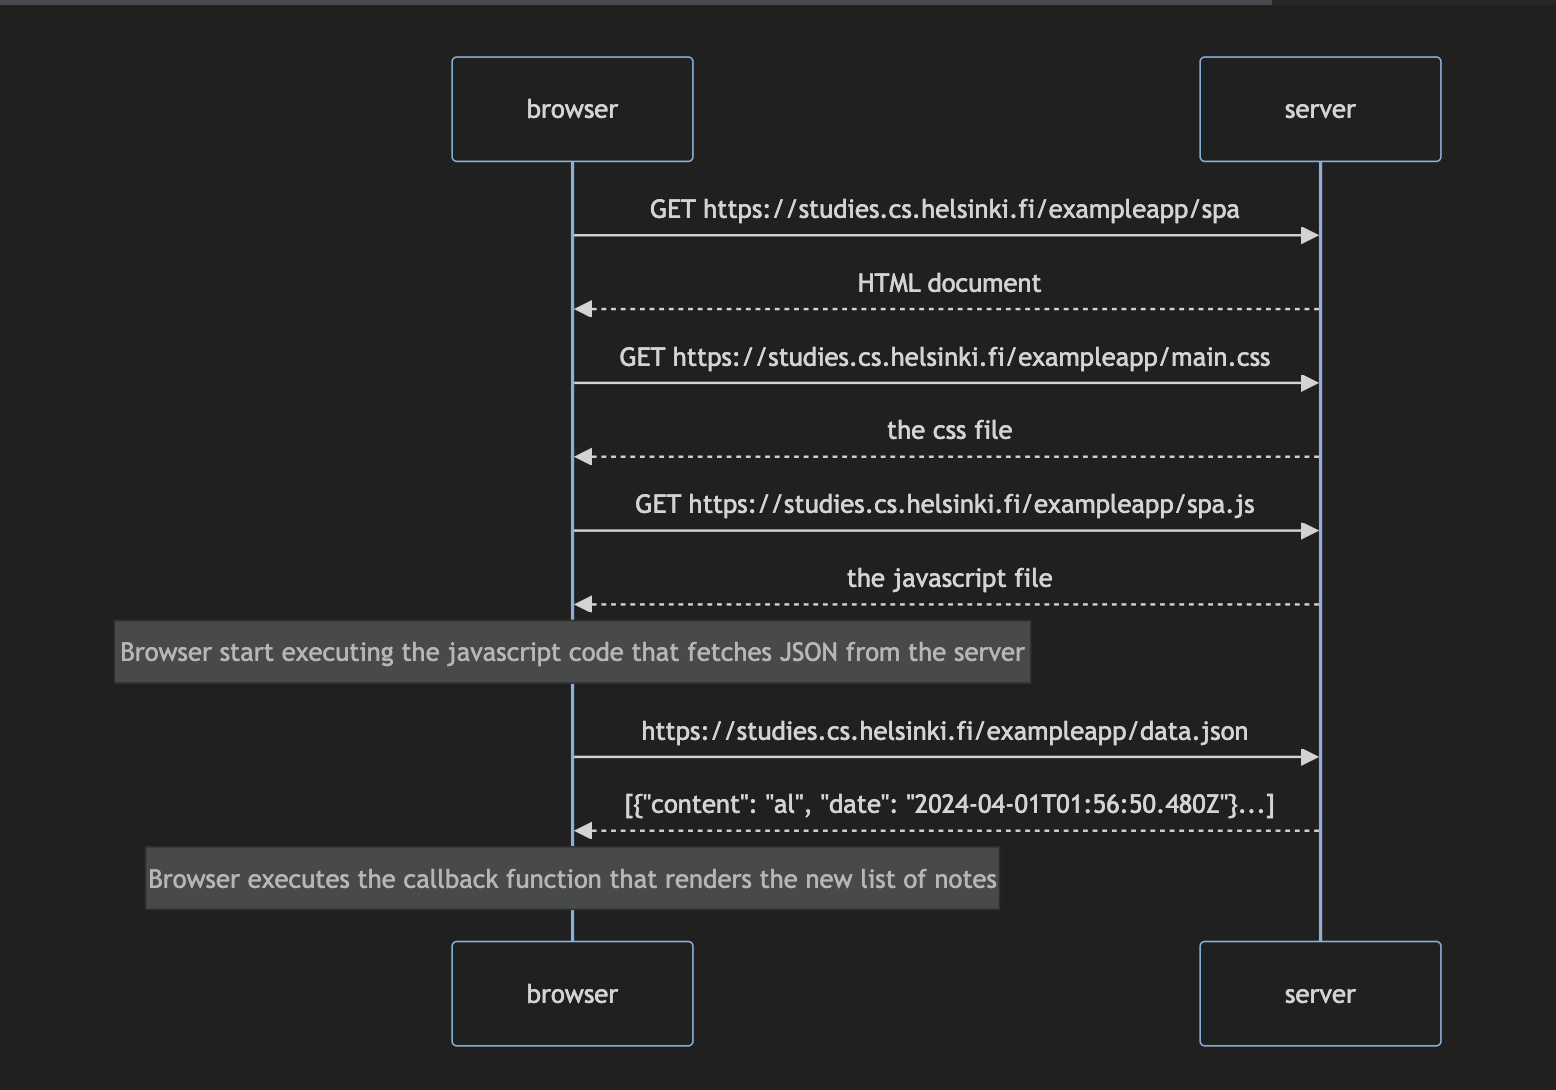 browser
server
GET https://studies.cs.helsinki.fi/exampleapp/spa
HTML document
GET https://studies.cs.helsinki.fi/exampleapp/main.css
the css file
GET https://studies.cs.helsinki.fi/exampleapp/spa.js
the javascript file
Browser start executing the javascript code that fetches JSON from the server
https://studies.cs.helsinki.fi/exampleapp/data.json
[{"content": "al", "date": "2024-04-01T01:56:50.480Z"}...]
Browser executes the callback function that renders the new list of notes
browser
server